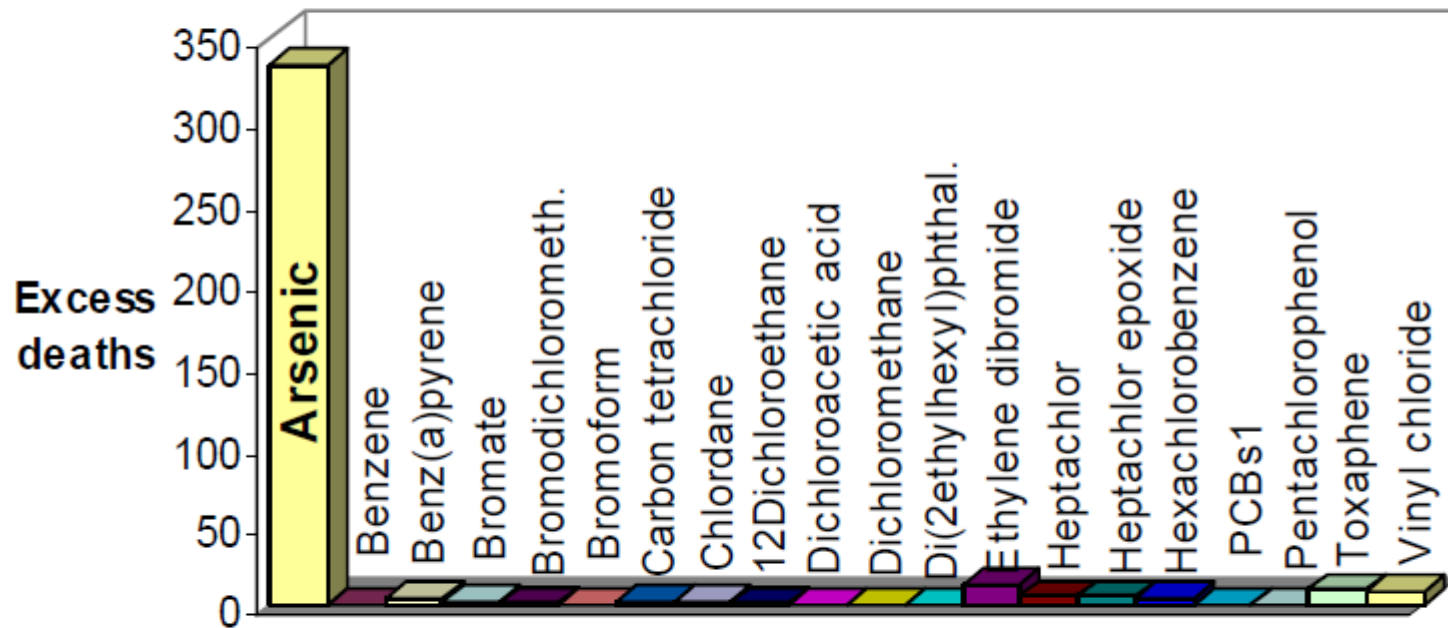 350
300
250
200
150
100
50
0
Excess
deaths
Arsenic
Benzene
Benz(a)pyrene
Bromate
Bromodichlorometh.
Bromoform
Carbon tetrachloride
Chlordane
12Dichloroethane
Dichloroacetic acid
Dichloromethane
Di(2ethylhexyl)phthal.
Ethylene dibromide
Heptachlor
Heptachlor epoxide
Hexachlorobenzene
PCBs1
Pentachlorophenol
Toxaphene
Vinyl chloride